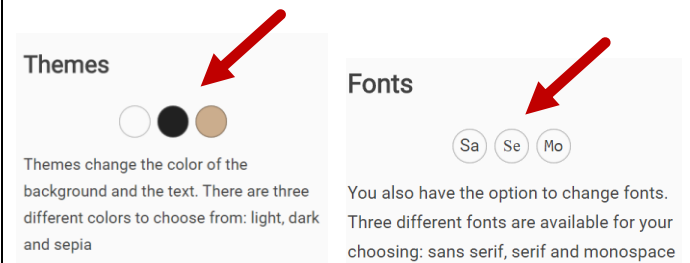 Themes
Themes change the color of the
background and the text. There are three
different colors to choose from: light, dark
and sepia
Fonts
Sa Se Mo
You also have the option to change fonts.
Three different fonts are available for your
choosing: sans serif, serif and monospace